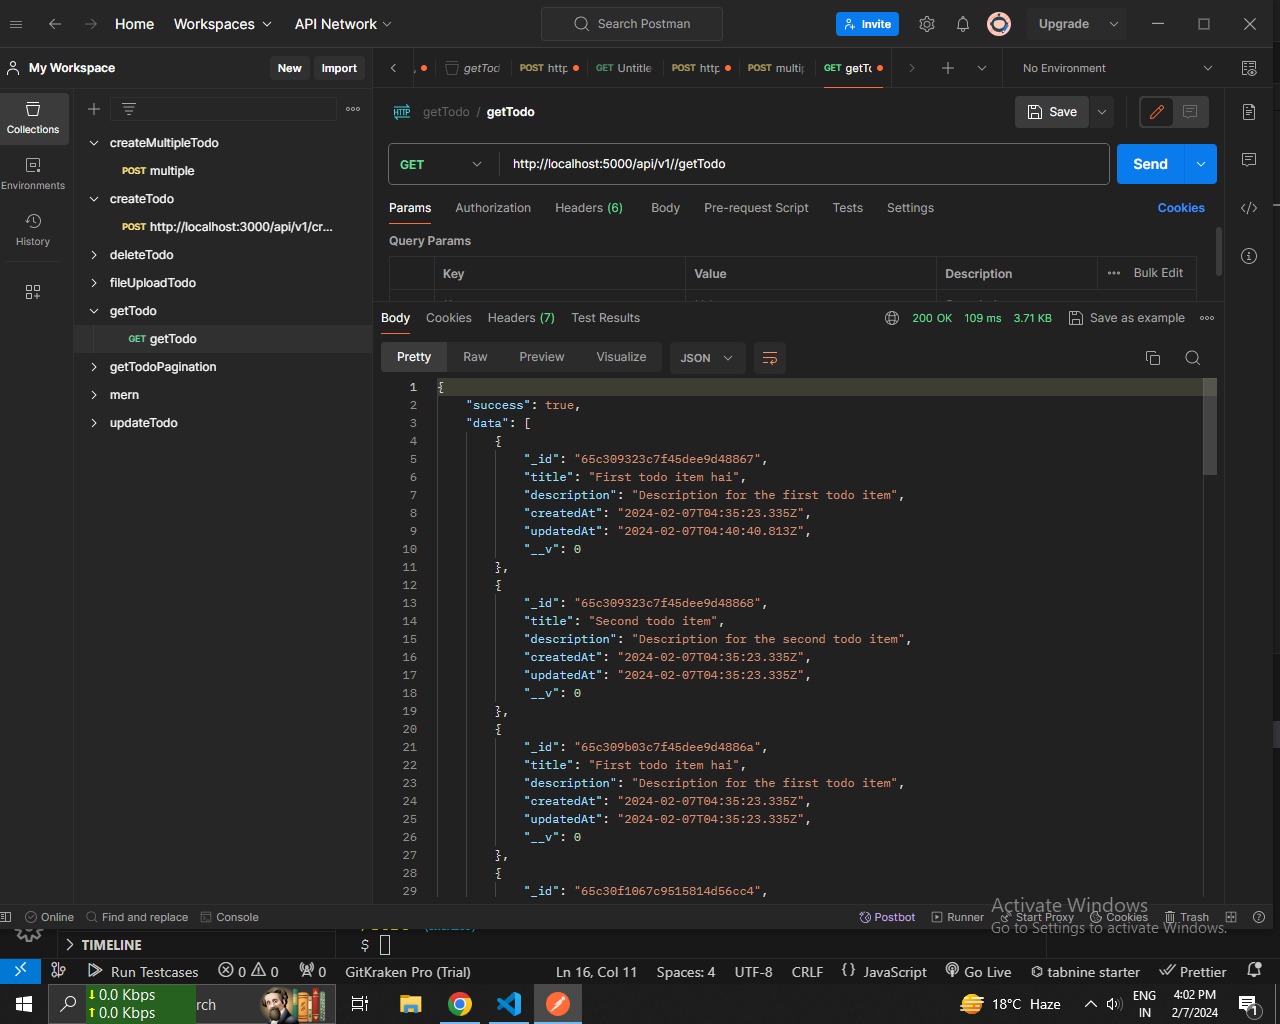 Home Workspaces API Network Search Postman Invite Upgrade
My Workspace New Import getTod POST http GET Untitle POST http POST multi GET getTo No Environment
Collections
Environments
History
createMultipleTodo
POST multiple
createTodo
POST http://localhost:3000/api/v1/cr...
deleteTodo
fileUploadTodo
getTodo
GET getTodo
getTodoPagination
mern
updateTodo
HTTP getTodo / getTodo Save
GET http://localhost:5000/api/v1//getTodo Send
Params Authorization Headers (6) Body Pre-request Script Tests Settings Cookies
Query Params
Key Value Description Bulk Edit
Body Cookies Headers (7) Test Results 200 OK 109 ms 3.71 KB Save as example
Pretty Raw Preview Visualize JSON
1 {
2 "success": true,
3 "data": [
4 {
5 "_id": "65c309323c7f45dee9d48867",
6 "title": "First todo item hai",
7 "description": "Description for the first todo item",
8 "createdAt": "2024-02-07T04:35:23.335Z",
9 "updatedAt": "2024-02-07T04:40:40.813Z",
10 "__v": 0
11 },
12 {
13 "_id": "65c309323c7f45dee9d48868",
14 "title": "Second todo item",
15 "description": "Description for the second todo item",
16 "createdAt": "2024-02-07T04:35:23.335Z",
17 "updatedAt": "2024-02-07T04:35:23.335Z",
18 "__v": 0
19 },
20 {
21 "_id": "65c309b03c7f45dee9d4886a",
22 "title": "First todo item hai",
23 "description": "Description for the first todo item",
24 "createdAt": "2024-02-07T04:35:23.335Z",
25 "updatedAt": "2024-02-07T04:35:23.335Z",
26 "__v": 0
27 },
28 {
29 "_id": "65c30f1067c9515814d56cc4",
Activate Windows
Go to Settings to activate Windows.
Online Find and replace Console Postbot Runner Start Proxy Cookies Trash
TIMELINE $
Run Testcases 0 0 0 GitKraken Pro (Trial) Ln 16, Col 11 Spaces: 4 UTF-8 CRLF {} JavaScript Go Live tabnine starter Prettier
0.0 Kbps
0.0 Kbps
rch
18°C Haze ENG
IN
4:02 PM
2/7/2024
1